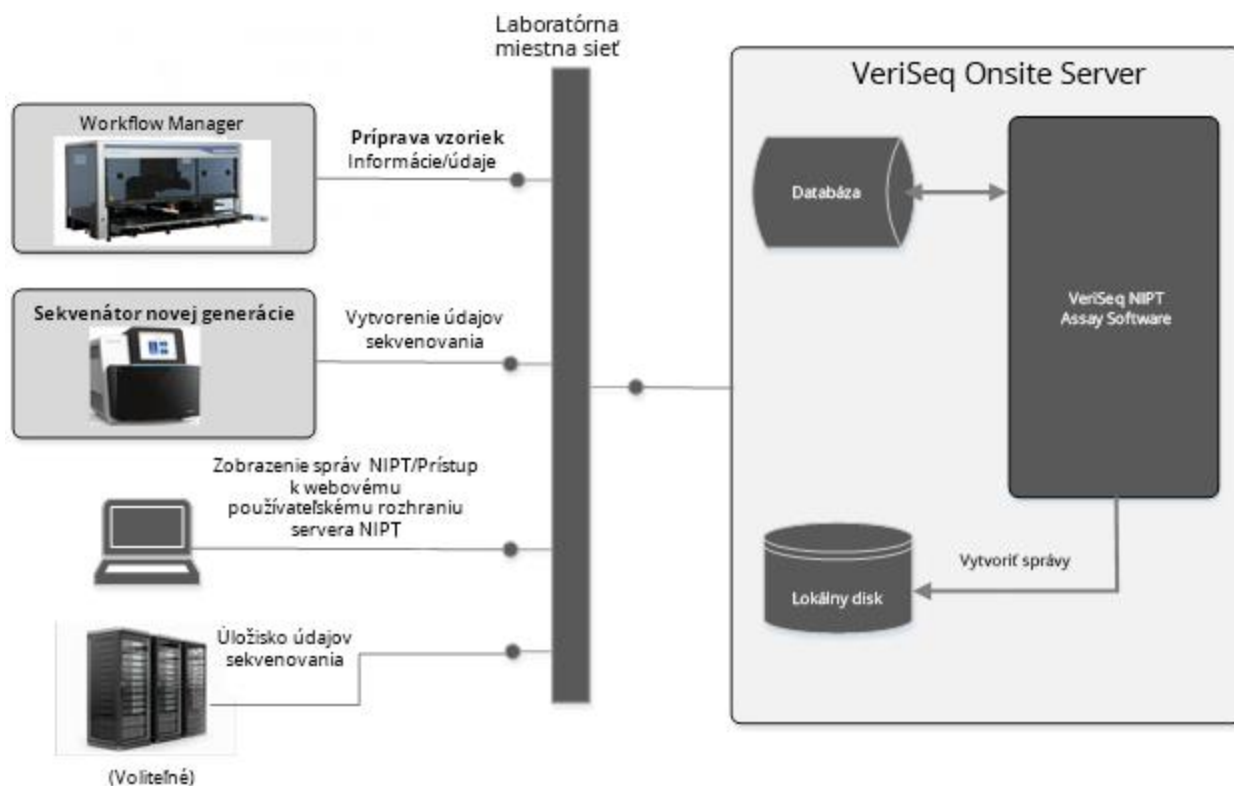 Laboratórna
miestna sieť
VeriSeq Onsite Server
Workflow Manager
Príprava vzoriek
Informácie/údaje
Databáza
VeriSeq NIPT
Assay Software
Sekvenátor novej generácie
Vytvorenie údajov
sekvenovania
Zobrazenie správ NIPT/Prístup
k webovému
používateľskému rozhraniu
servera NIPT
Vytvoriť správy
Lokálny disk
Úložisko údajov
sekvenovania
(Voliteľné)